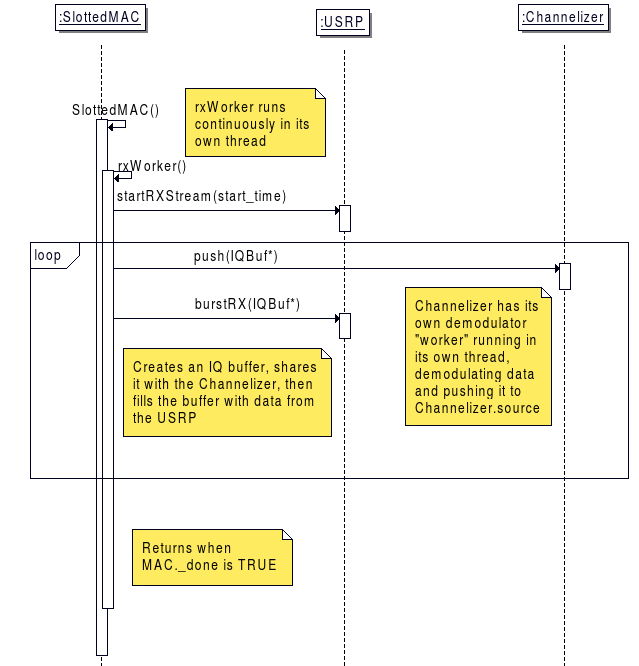 :SlottedMAC
:USRP
:Channelizer
SlottedMAC()
rxWorker runs
continuously in its
own thread
rxWorker()
startRXStream(start_time)
loop
push(IQBuf*)
burstRX(IQBuf*)
Channelizer has its
own demodulator
"worker" running in
its own thread,
demodulating data
and pushing it to
Channelizer.source
Creates an IQ buffer, shares
it with the Channelizer, then
fills the buffer with data from
the USRP
Returns when
MAC._done is TRUE